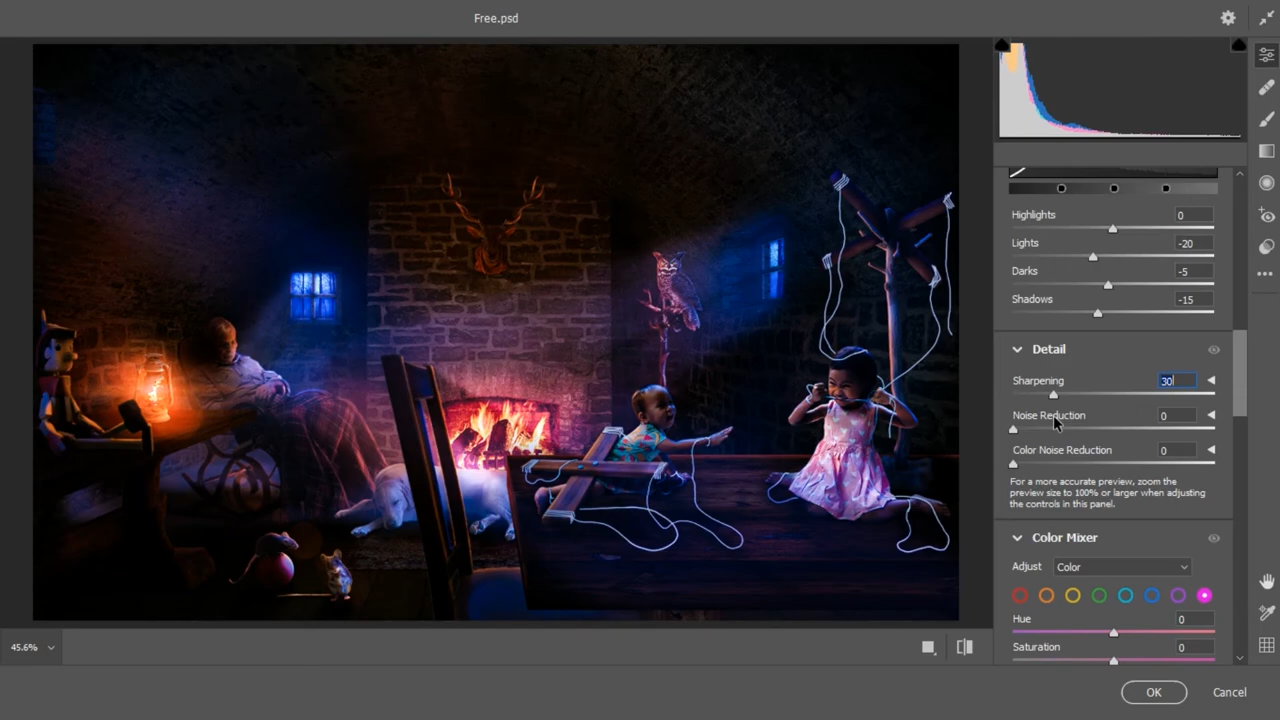 Free.psd
Highlights 0
Lights -20
Darks -5
Shadows -15
Detail
Sharpening 30
Noise Reduction 0
Color Noise Reduction 0
For a more accurate preview, zoom the
preview size to 100% or larger when adjusting
the controls in this panel.
Color Mixer
Adjust Color
Hue 0
Saturation 0
45.6%
OK Cancel